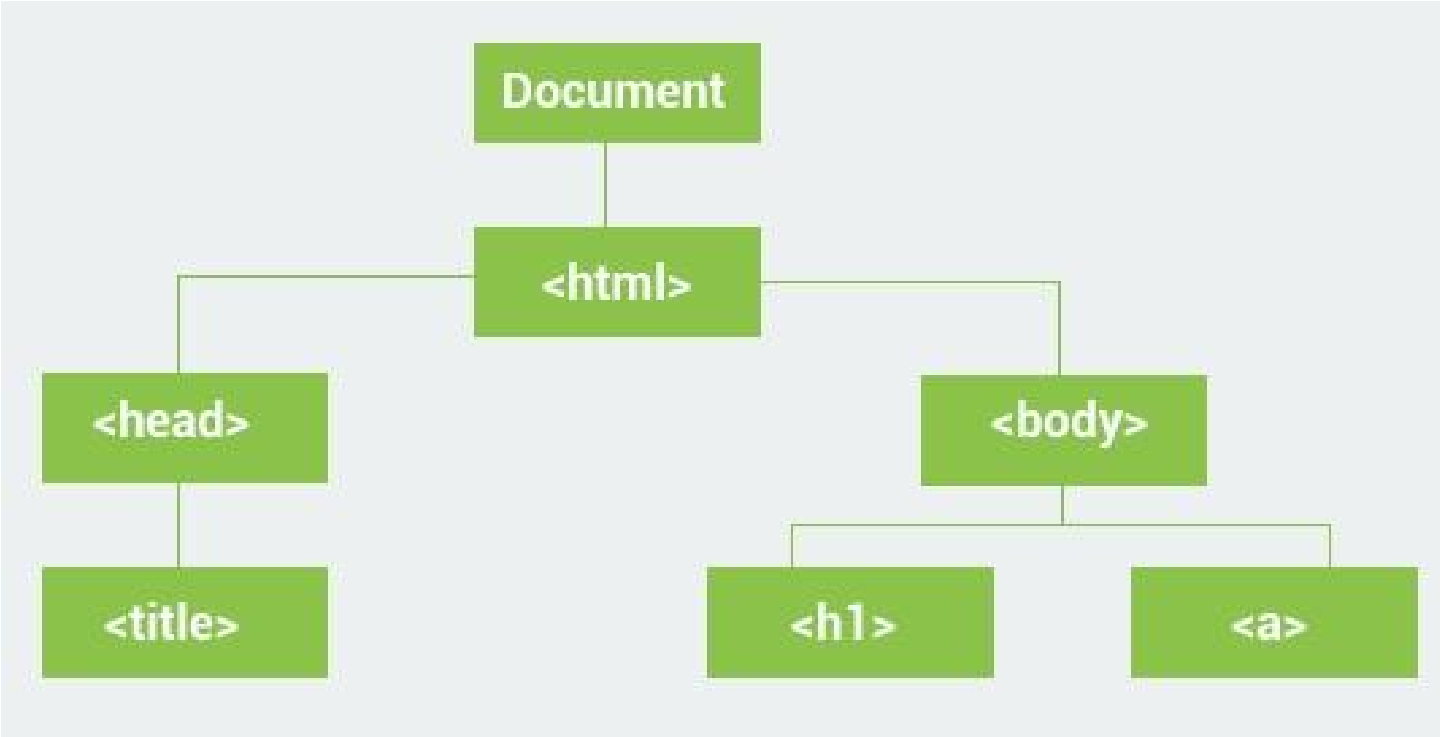 Document
<html>
<head>
<body>
<title>
<h1>
<a>